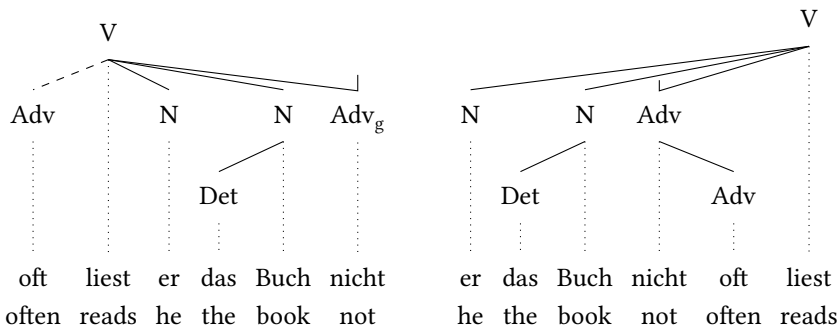 V V
Adv N N Adv_g N N Adv
Det Det Adv
oft liest er das Buch nicht er das Buch nicht oft liest
often reads he the book not he the book not often reads